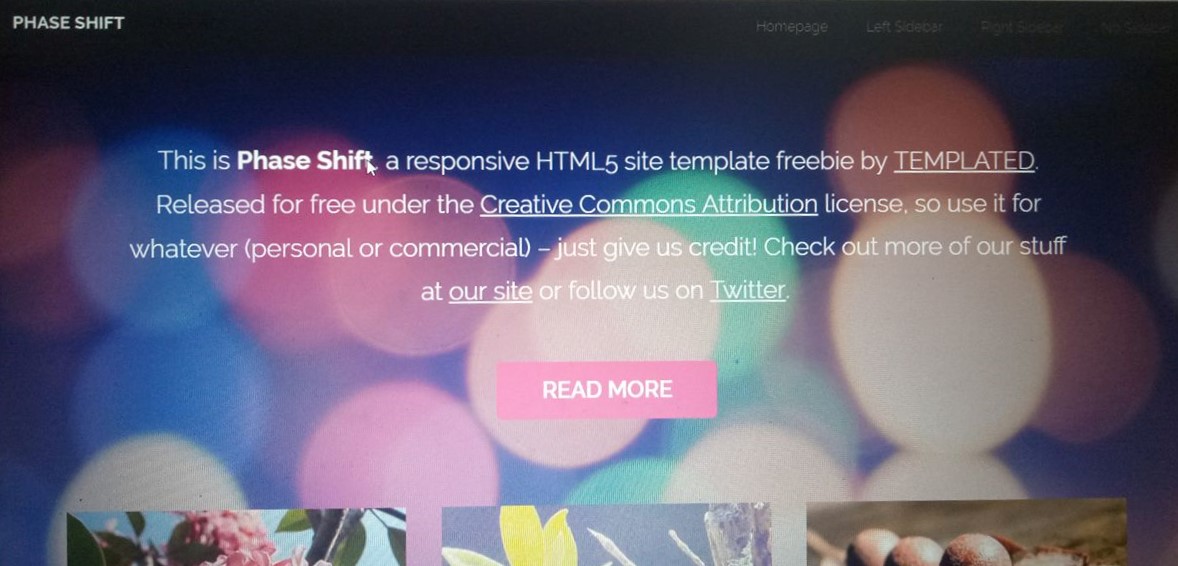 PHASE SHIFT
Homepage Left Sidebar Right Sidebar No Sidebar
This is Phase Shift, a responsive HTML5 site template freebie by TEMPLATED.
Released for free under the Creative Commons Attribution license, so use it for
whatever (personal or commercial) – just give us credit! Check out more of our stuff
at our site or follow us on Twitter.
READ MORE